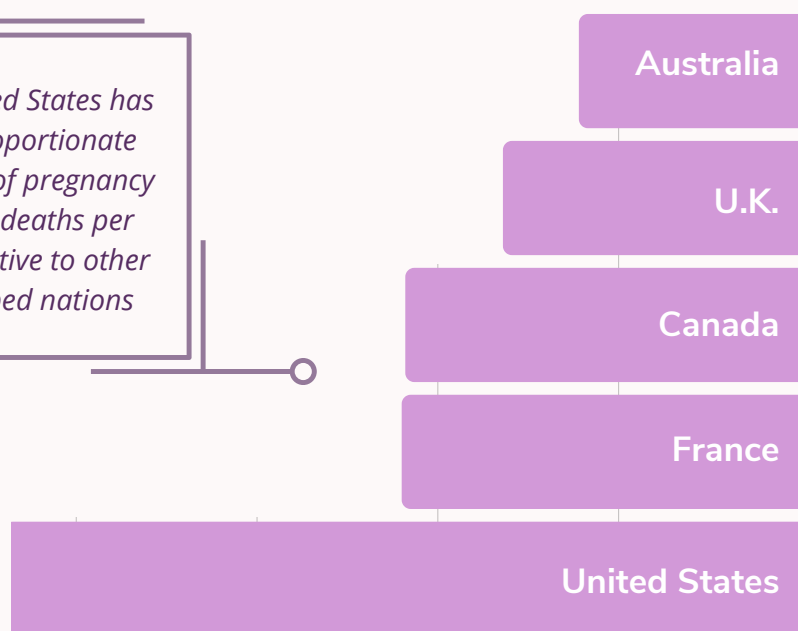 ed States has
oportionate
of pregnancy
deaths per
tive to other
ed nations
Australia
U.K.
Canada
France
United States